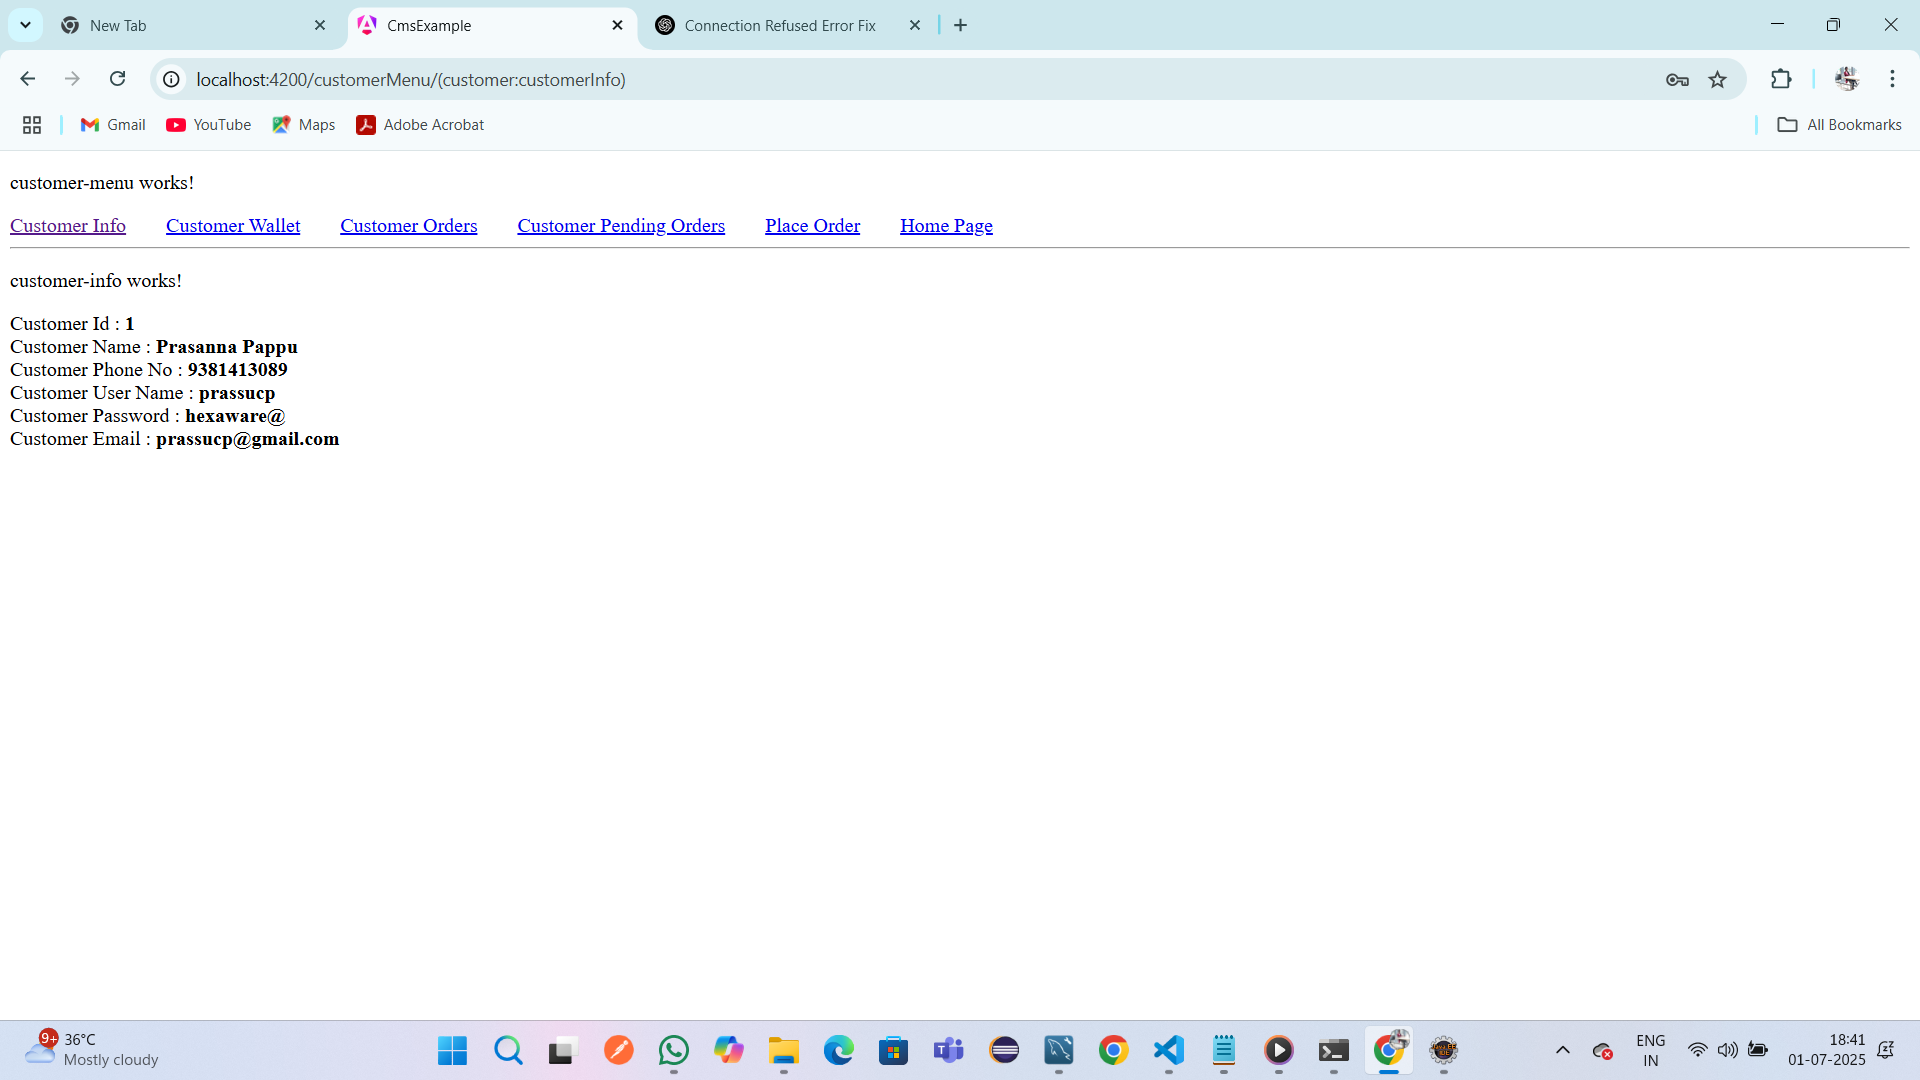 New Tab
CmsExample
Connection Refused Error Fix
localhost:4200/customerMenu/(customer:customerInfo)
Gmail
YouTube
Maps
Adobe Acrobat
All Bookmarks
customer-menu works!
Customer Info Customer Wallet Customer Orders Customer Pending Orders Place Order Home Page
customer-info works!
Customer Id : 1
Customer Name : Prasanna Pappu
Customer Phone No : 9381413089
Customer User Name : prassucp
Customer Password : hexaware@
Customer Email : prassucp@gmail.com
9+
36°C
Mostly cloudy
ENG
IN
18:41
01-07-2025